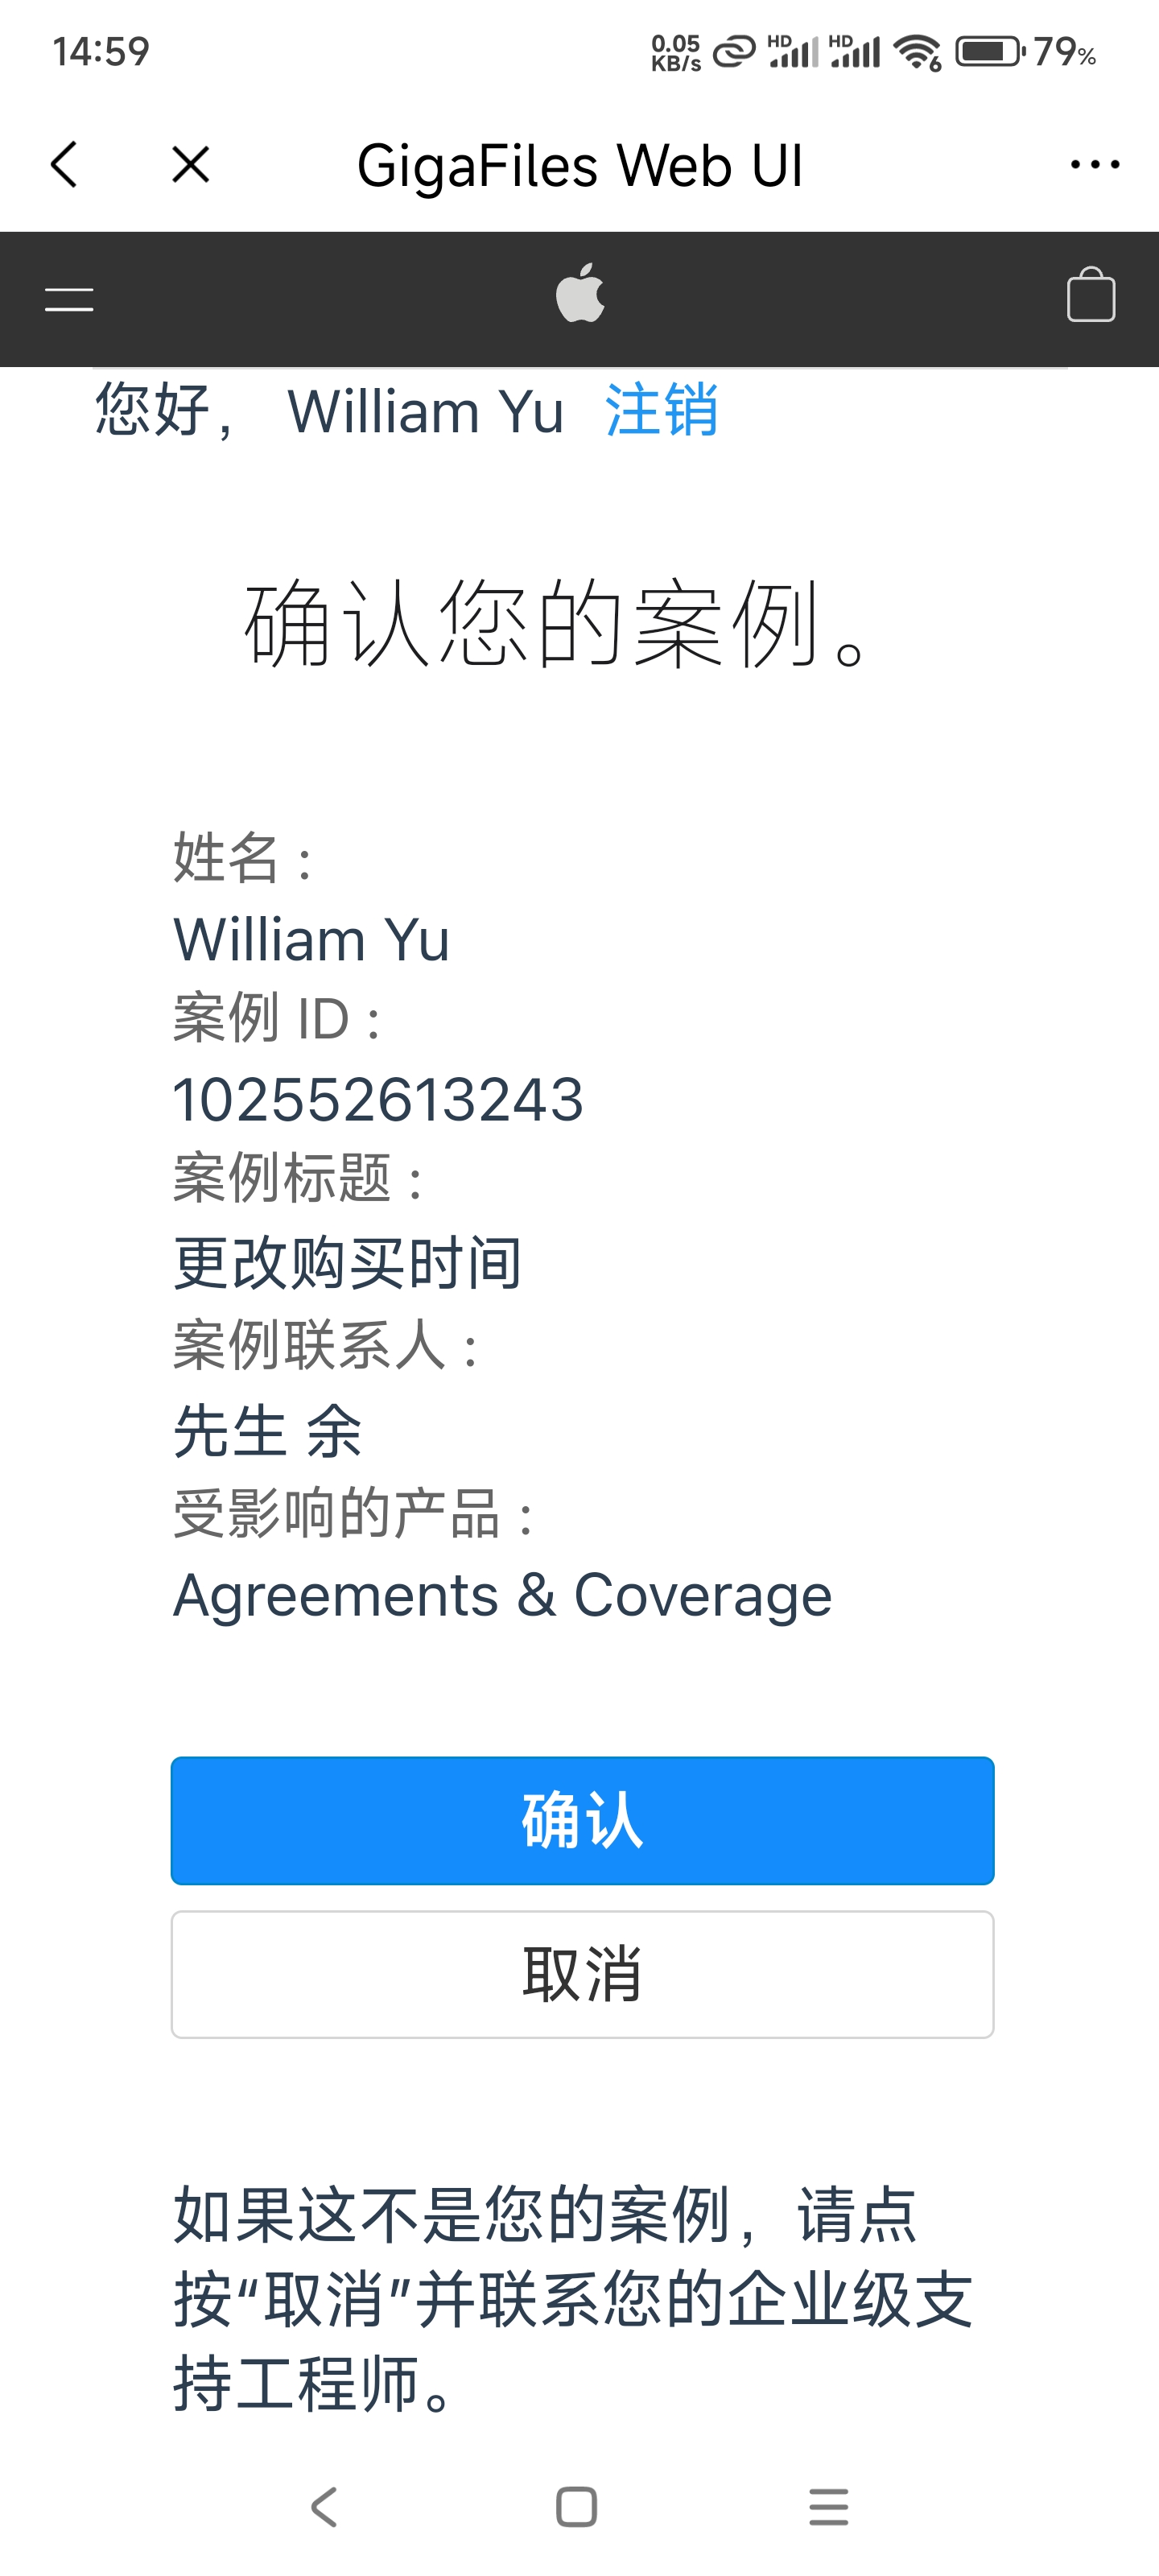 14:59 0.05 KB/s HD HD 6 79%
GigaFiles Web UI
您好， William Yu 注销
确认您的案例。
姓名：
William Yu
案例 ID：
102552613243
案例标题：
更改购买时间
案例联系人：
先生 余
受影响的产品：
Agreements & Coverage
确认
取消
如果这不是您的案例，请点
按“取消”并联系您的企业级支
持工程师。